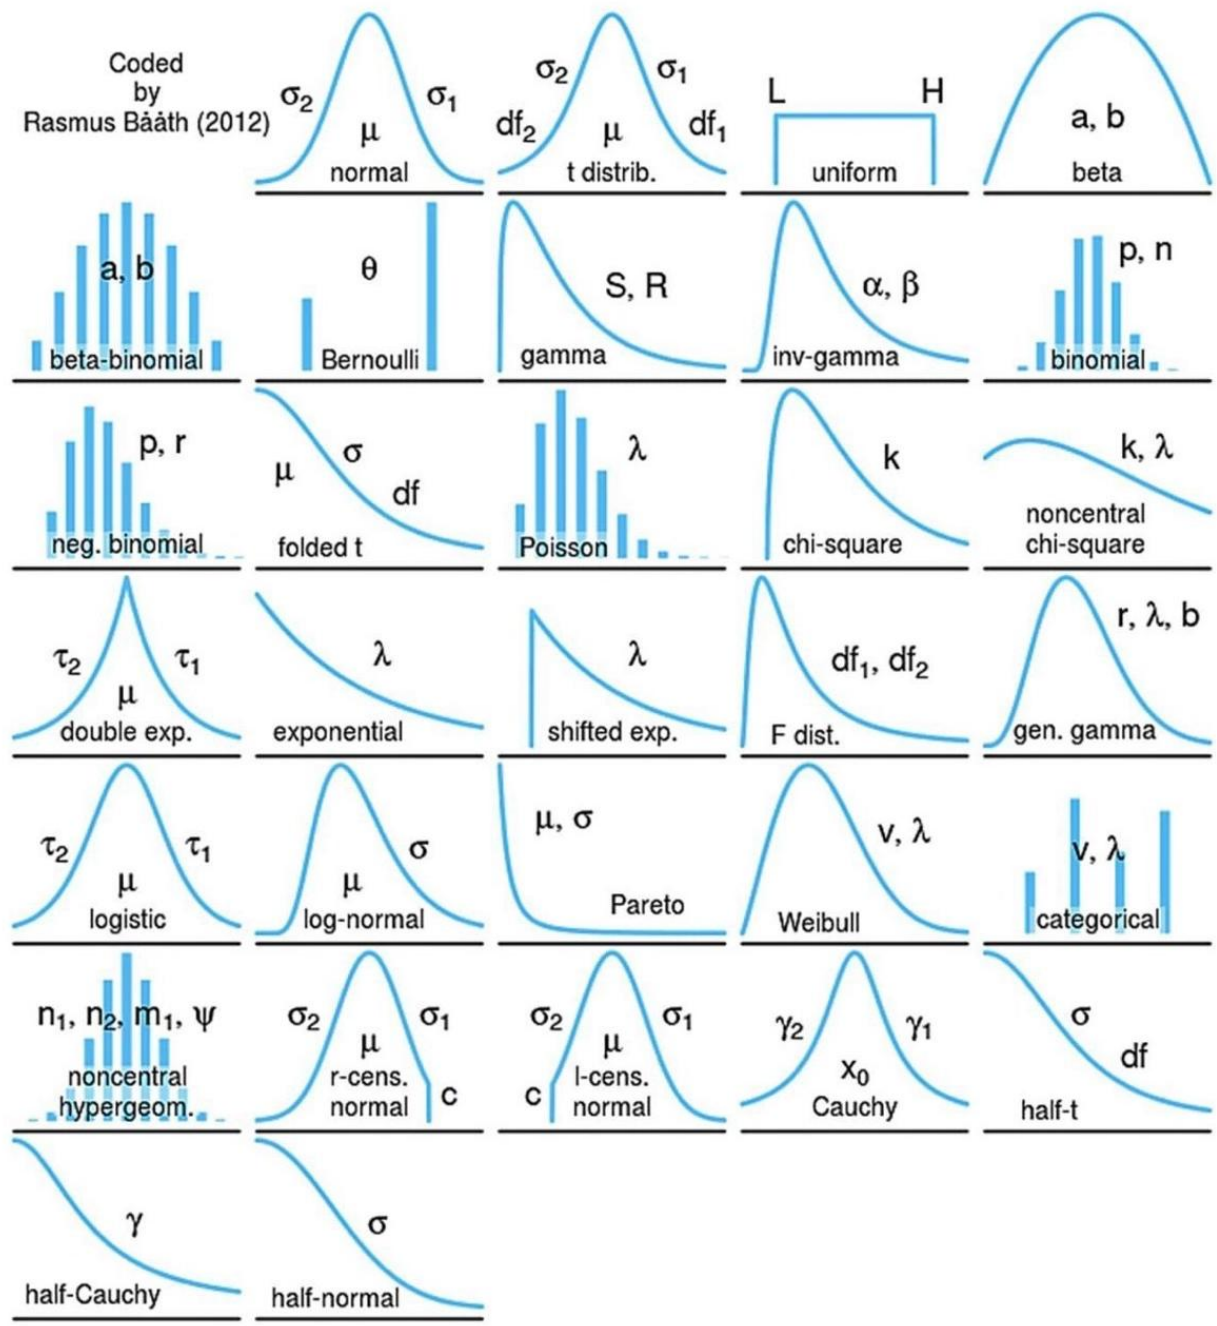 Coded
by
Rasmus Bååth (2012)
σ2 σ1
μ
normal
σ2 σ1
df2 μ df1
t distrib.
L H
uniform
a, b
beta
a, b
beta-binomial
θ
Bernoulli
S, R
gamma
α, β
inv-gamma
p, n
binomial
p, r
neg. binomial
μ σ df
folded t
λ
Poisson
k
chi-square
k, λ
noncentral
chi-square
τ2 τ1
μ
double exp.
λ
exponential
λ
shifted exp.
df1, df2
F dist.
r, λ, b
gen. gamma
τ2 τ1
μ
logistic
σ
μ
log-normal
μ, σ
Pareto
v, λ
Weibull
v, λ
categorical
n1, n2, m1, ψ
noncentral
hypergeom.
σ2 σ1
μ
r-cens.
normal c
σ2 σ1
μ
l-cens.
c normal
γ2 γ1
x0
Cauchy
σ
df
half-t
γ
half-Cauchy
σ
half-normal